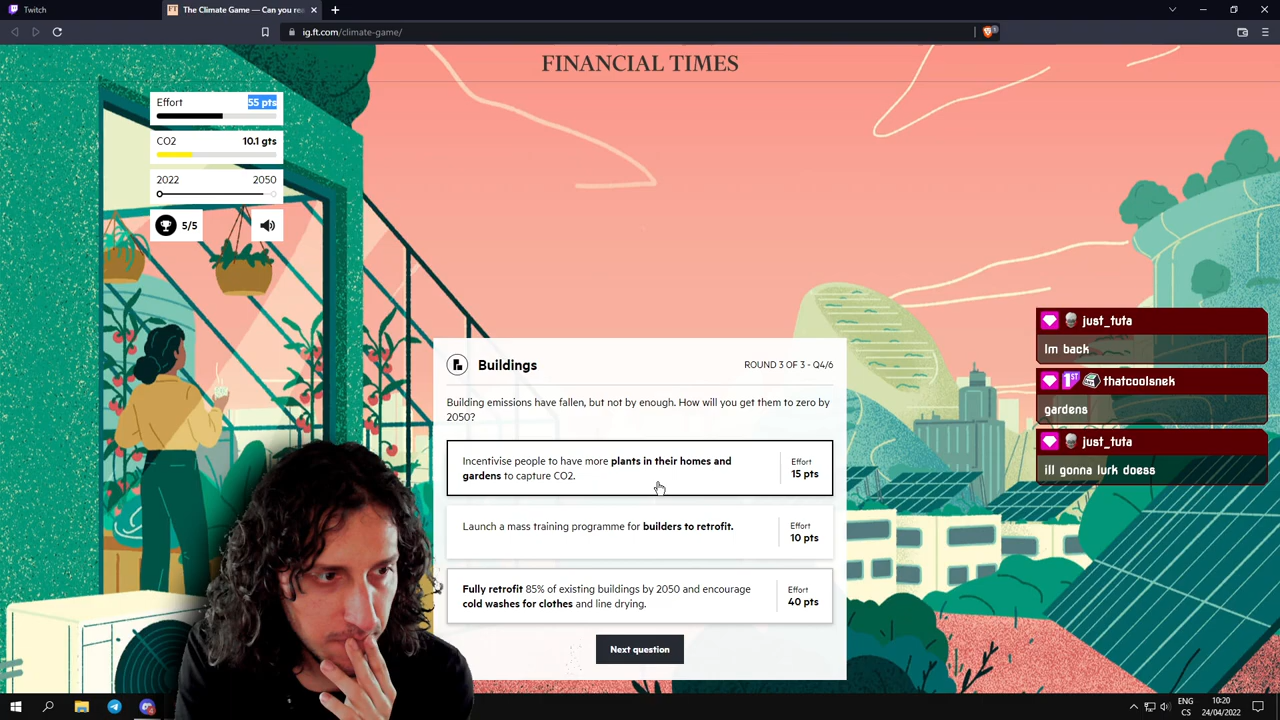 Twitch
The Climate Game — Can you rea
ig.ft.com/climate-game/
FINANCIAL TIMES
Effort 55 pts
CO2 10.1 gts
2022 2050
5/5
Buildings
ROUND 3 OF 3 - Q4/6
Building emissions have fallen, but not by enough. How will you get them to zero by
2050?
Incentivise people to have more plants in their homes and
gardens to capture CO2.
Effort
15 pts
Launch a mass training programme for builders to retrofit.
Effort
10 pts
Fully retrofit 85% of existing buildings by 2050 and encourage
cold washes for clothes and line drying.
Effort
40 pts
Next question
just_tuta
Im back
1ST thatcoolsnek
gardens
just_tuta
ill gonna lurk doess
ENG
CS
10:20
24/04/2022